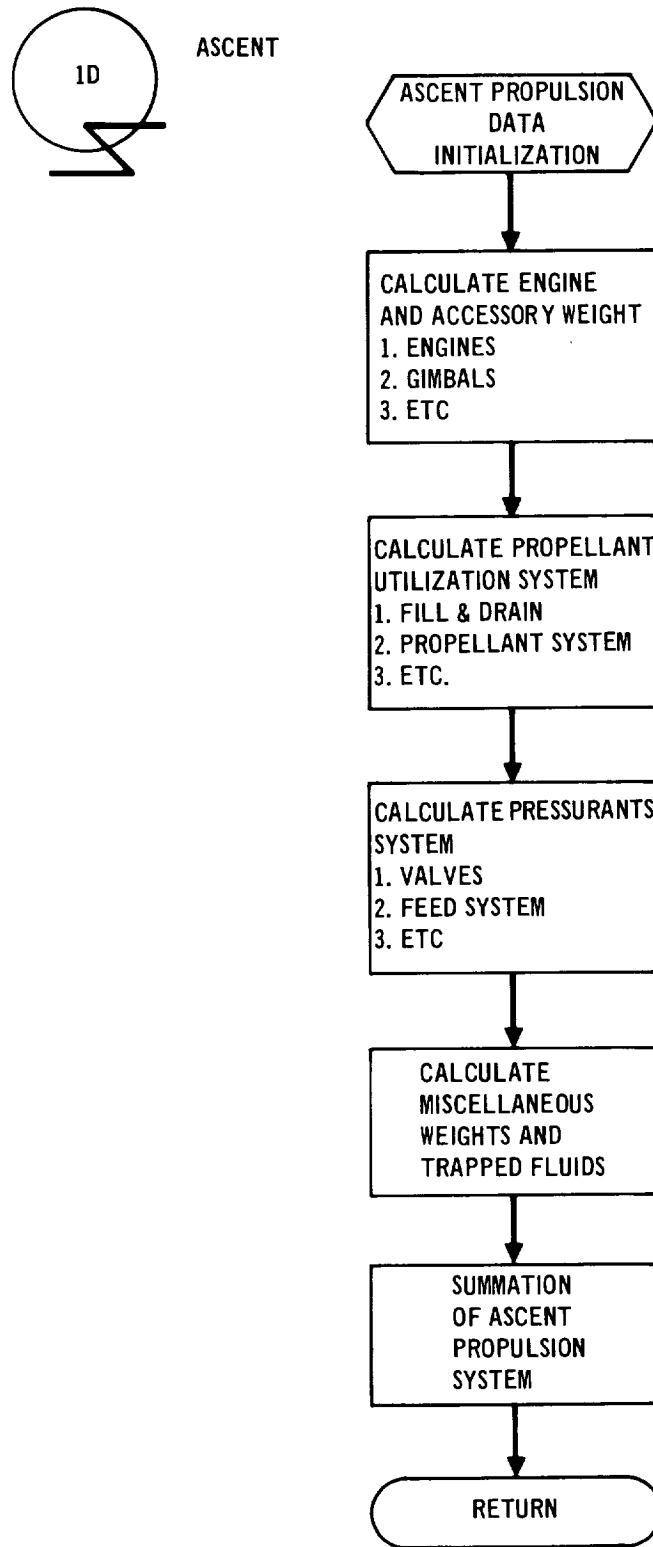 1D
ASCENT
ASCENT PROPULSION
DATA
INITIALIZATION
CALCULATE ENGINE
AND ACCESSORY WEIGHT
1. ENGINES
2. GIMBALS
3. ETC
CALCULATE PROPELLANT
UTILIZATION SYSTEM
1. FILL & DRAIN
2. PROPELLANT SYSTEM
3. ETC.
CALCULATE PRESSURANTS
SYSTEM
1. VALVES
2. FEED SYSTEM
3. ETC
CALCULATE
MISCELLANEOUS
WEIGHTS AND
TRAPPED FLUIDS
SUMMATION
OF ASCENT
PROPULSION
SYSTEM
RETURN